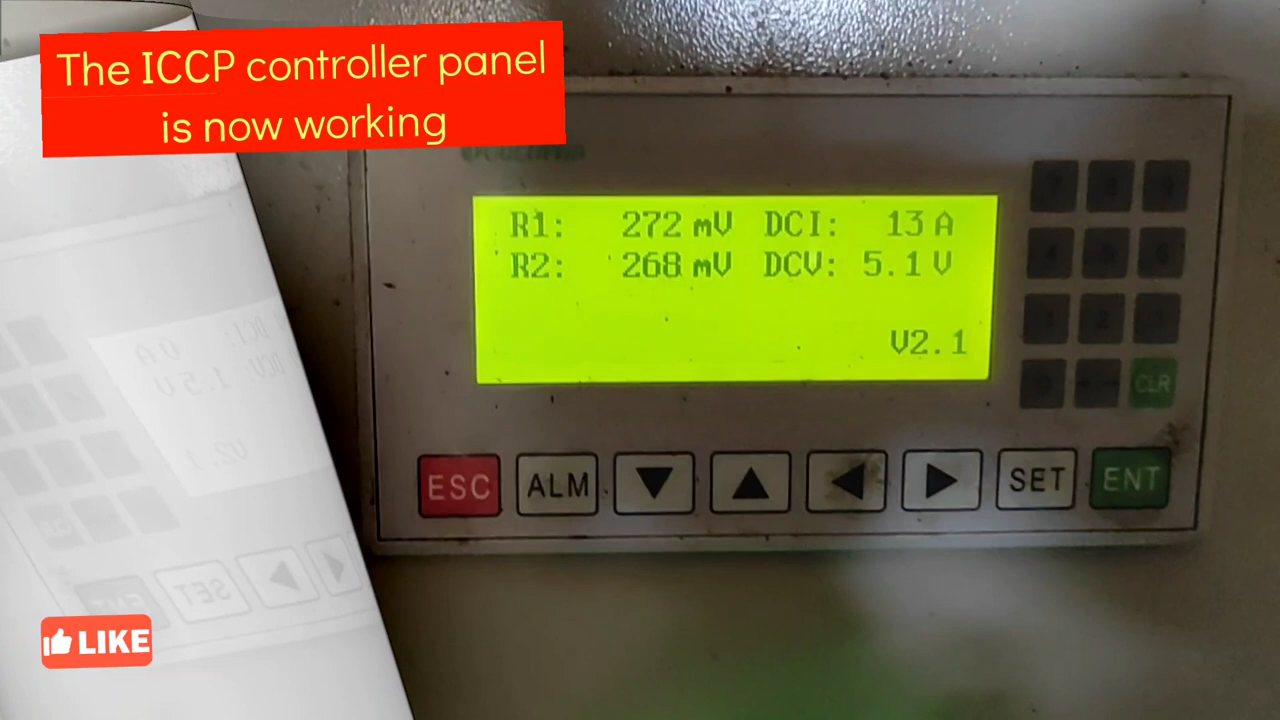 The ICCP controller panel
is now working
R1: 272 mV DCI: 13 A
R2: 268 mV DCV: 5.1 V
V2.1
CLR
ESC ALM SET ENT
LIKE